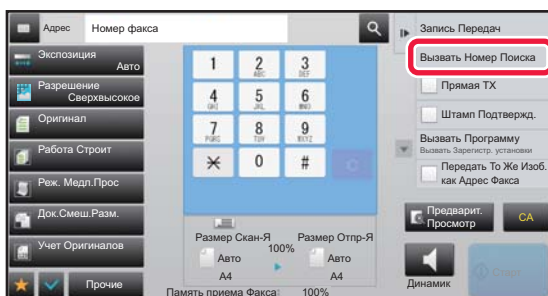 Адрес
Номер факса
Запись Передач
Экспозиция
Авто
Вызвать Номер Поиска
Разрешение
Сверхвысокое
Прямая TX
Оригинал
Штамп Подтвержд.
Работа Строит
Вызвать Программу
Вызвать Зарегистр. установки
Реж. Медл.Прос
Передать То Же Изоб.
как Адрес Факса
Док.Смеш.Разм.
Учет Оригиналов
Прочие
1
2
ABC
3
DEF
4
GHI
5
JKL
6
MNO
7
PQRS
8
TUV
9
WXYZ
0
#
C
Размер Скан-Я
100%
Размер Отпр-Я
Авто
A4
Авто
A4
Память приема Факса:
100%
Предварит.
Просмотр
CA
Динамик
Старт